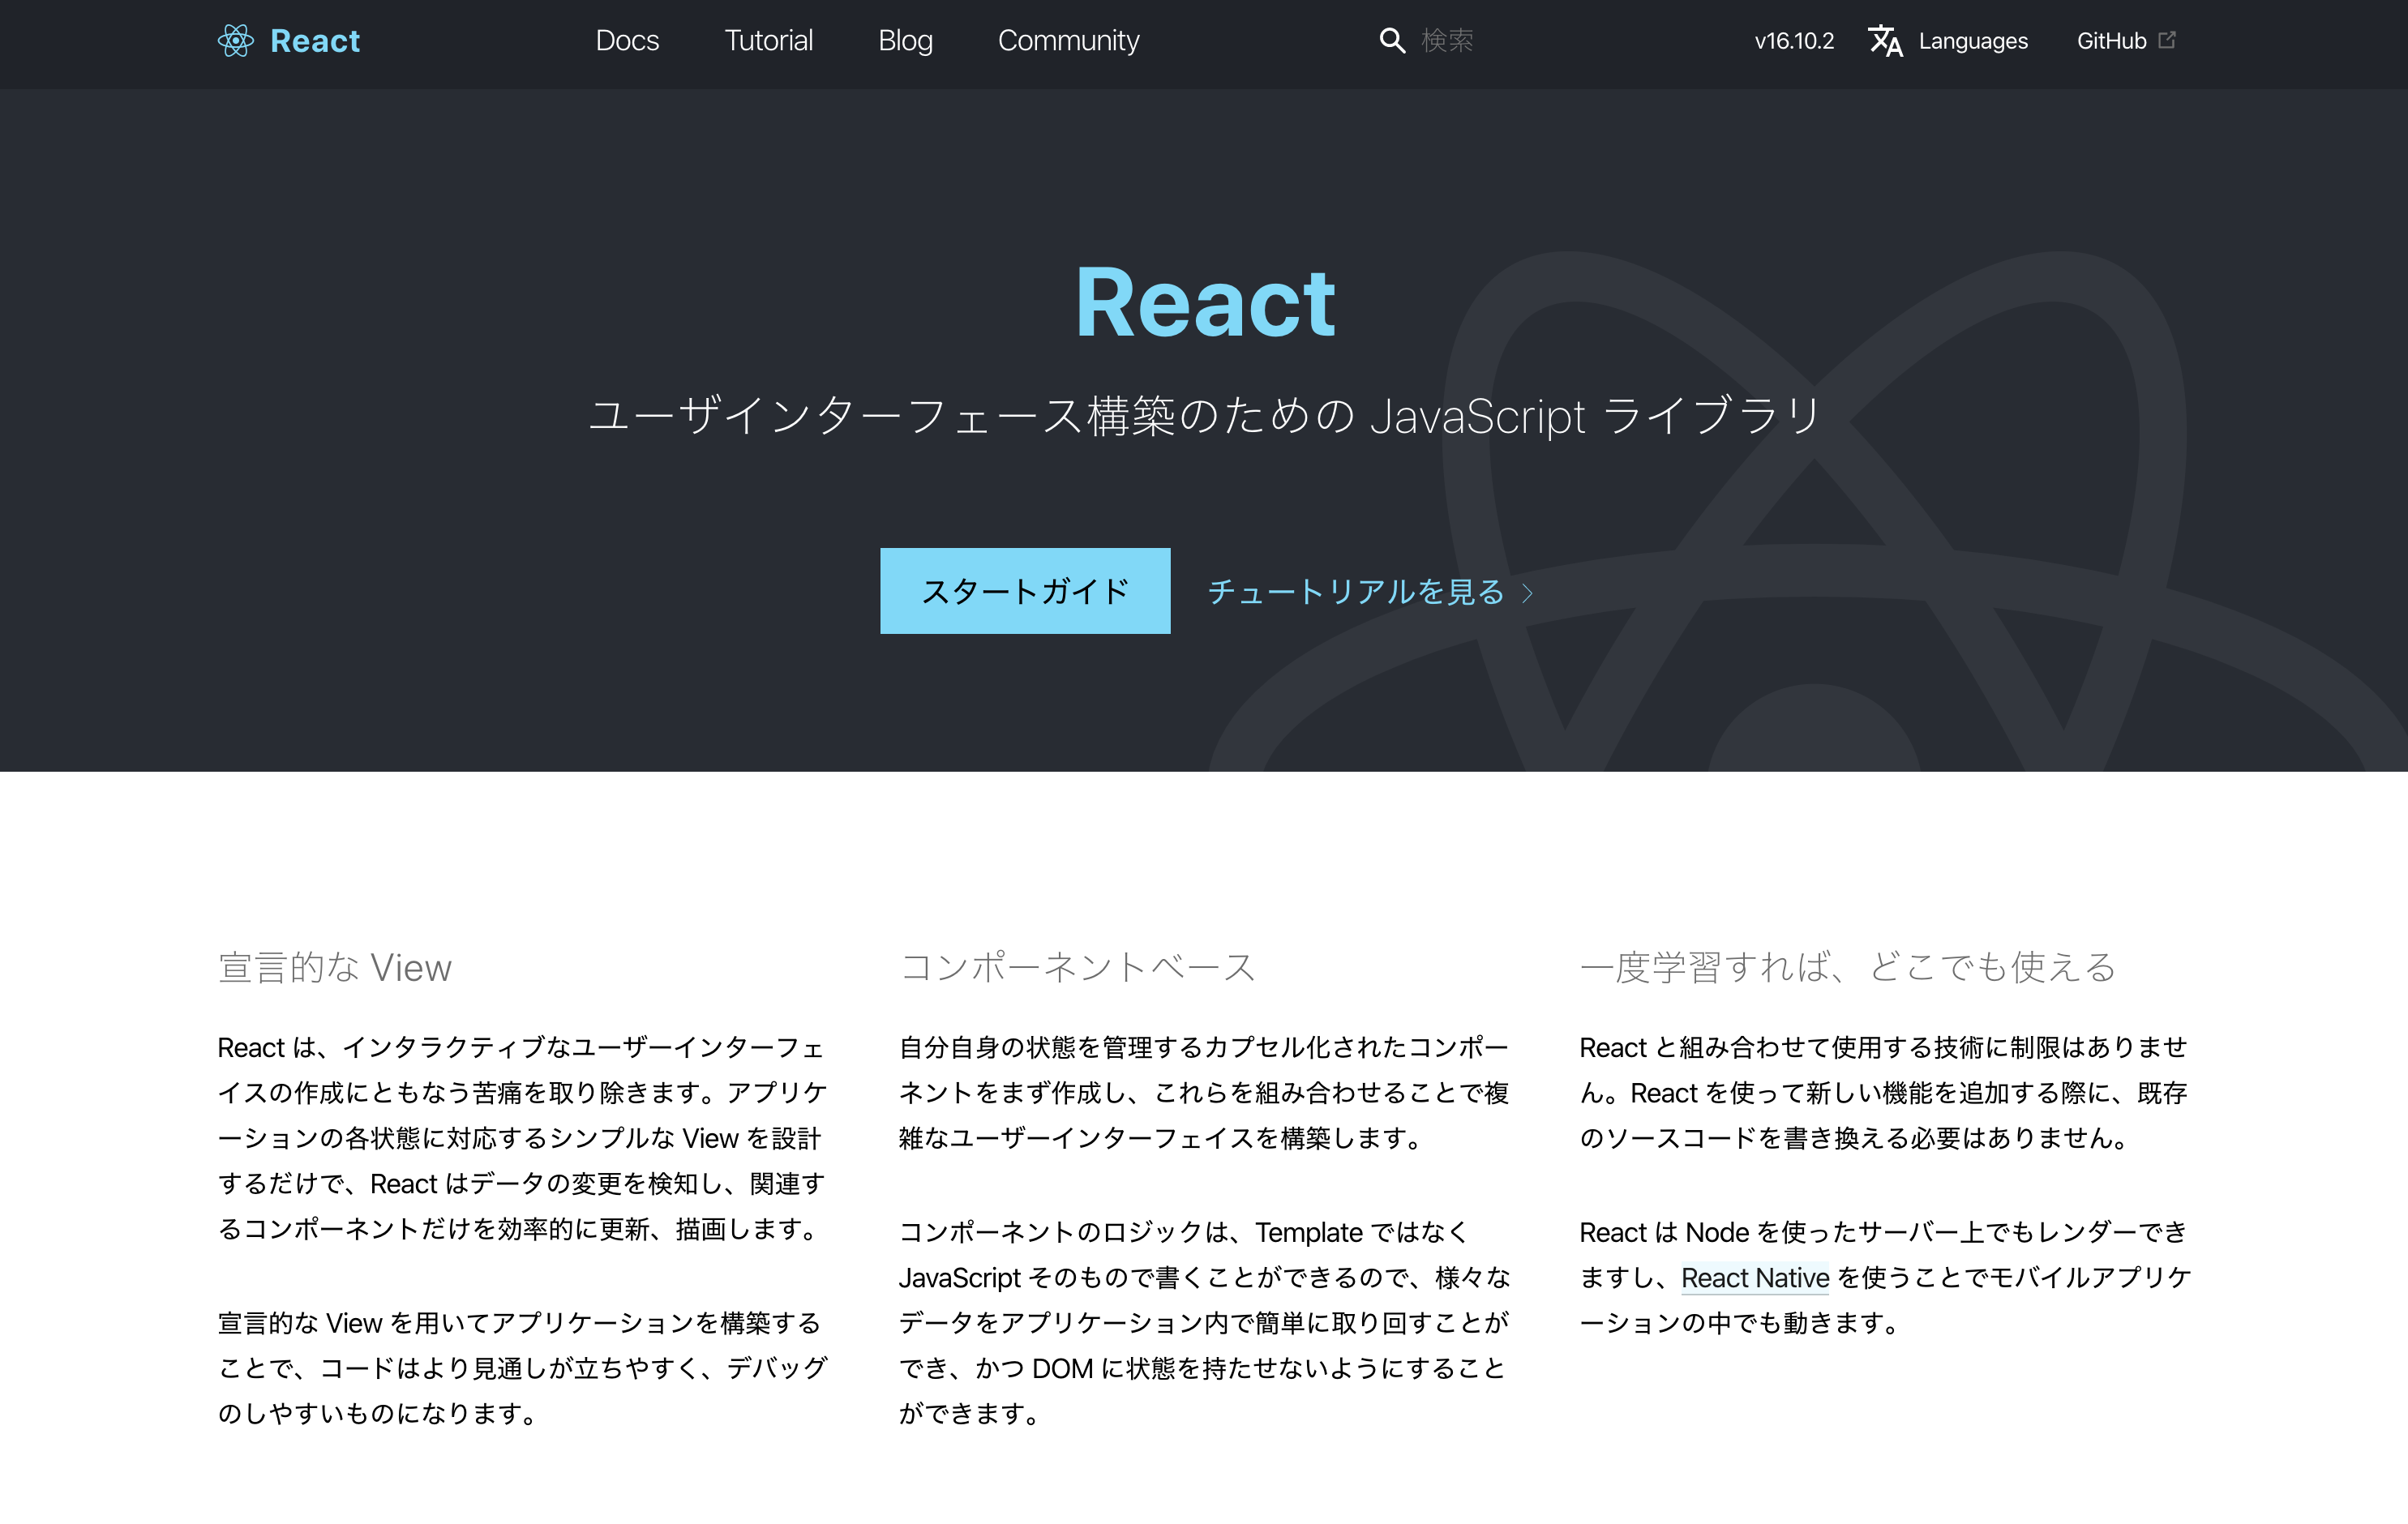 React
Docs
Tutorial
Blog
Community
検索
v16.10.2
Languages
GitHub
React
ユーザインターフェース構築のための JavaScript ライブラリ
スタートガイド
チュートリアルを見る
宣言的な View
React は、インタラクティブなユーザーインターフェ
イスの作成にともなう苦痛を取り除きます。アプリケ
ーションの各状態に対応するシンプルな View を設計
するだけで、React はデータの変更を検知し、関連す
るコンポーネントだけを効率的に更新、描画します。
宣言的な View を用いてアプリケーションを構築する
ことで、コードはより見通しが立ちやすく、デバッグ
のしやすいものになります。
コンポーネントベース
自分自身の状態を管理するカプセル化されたコンポー
ネントをまず作成し、これらを組み合わせることで複
雑なユーザーインターフェイスを構築します。
コンポーネントのロジックは、Template ではなく
JavaScript そのもので書くことができるので、様々な
データをアプリケーション内で簡単に取り回すことが
でき、かつ DOM に状態を持たせないようにすること
ができます。
一度学習すれば、どこでも使える
React と組み合わせて使用する技術に制限はありませ
ん。React を使って新しい機能を追加する際に、既存
のソースコードを書き換える必要はありません。
React は Node を使ったサーバー上でもレンダーでき
ますし、React Native を使うことでモバイルアプリケ
ーションの中でも動きます。